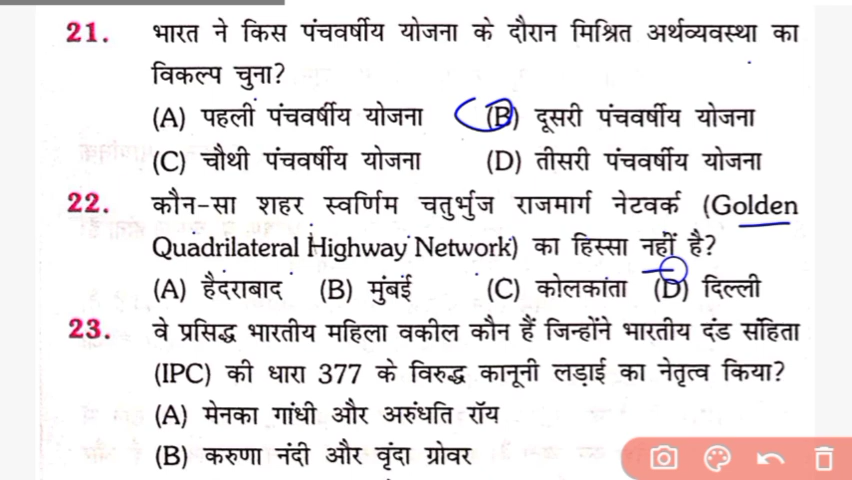 21. भारत ने किस पंचवर्षीय योजना के दौरान मिश्रित अर्थव्यवस्था का
विकल्प चुना?
(A) पहली पंचवर्षीय योजना (B) दूसरी पंचवर्षीय योजना
(C) चौथी पंचवर्षीय योजना (D) तीसरी पंचवर्षीय योजना
22. कौन-सा शहर स्वर्णिम चतुर्भुज राजमार्ग नेटवर्क (Golden
Quadrilateral Highway Network) का हिस्सा नहीं है?
(A) हैदराबाद (B) मुंबई (C) कोलकाता (D) दिल्ली
23. वे प्रसिद्ध भारतीय महिला वकील कौन हैं जिन्होंने भारतीय दंड संहिता
(IPC) की धारा 377 के विरुद्ध कानूनी लड़ाई का नेतृत्व किया?
(A) मेनका गांधी और अरुंधति रॉय
(B) करुणा नंदी और वृंदा ग्रोवर